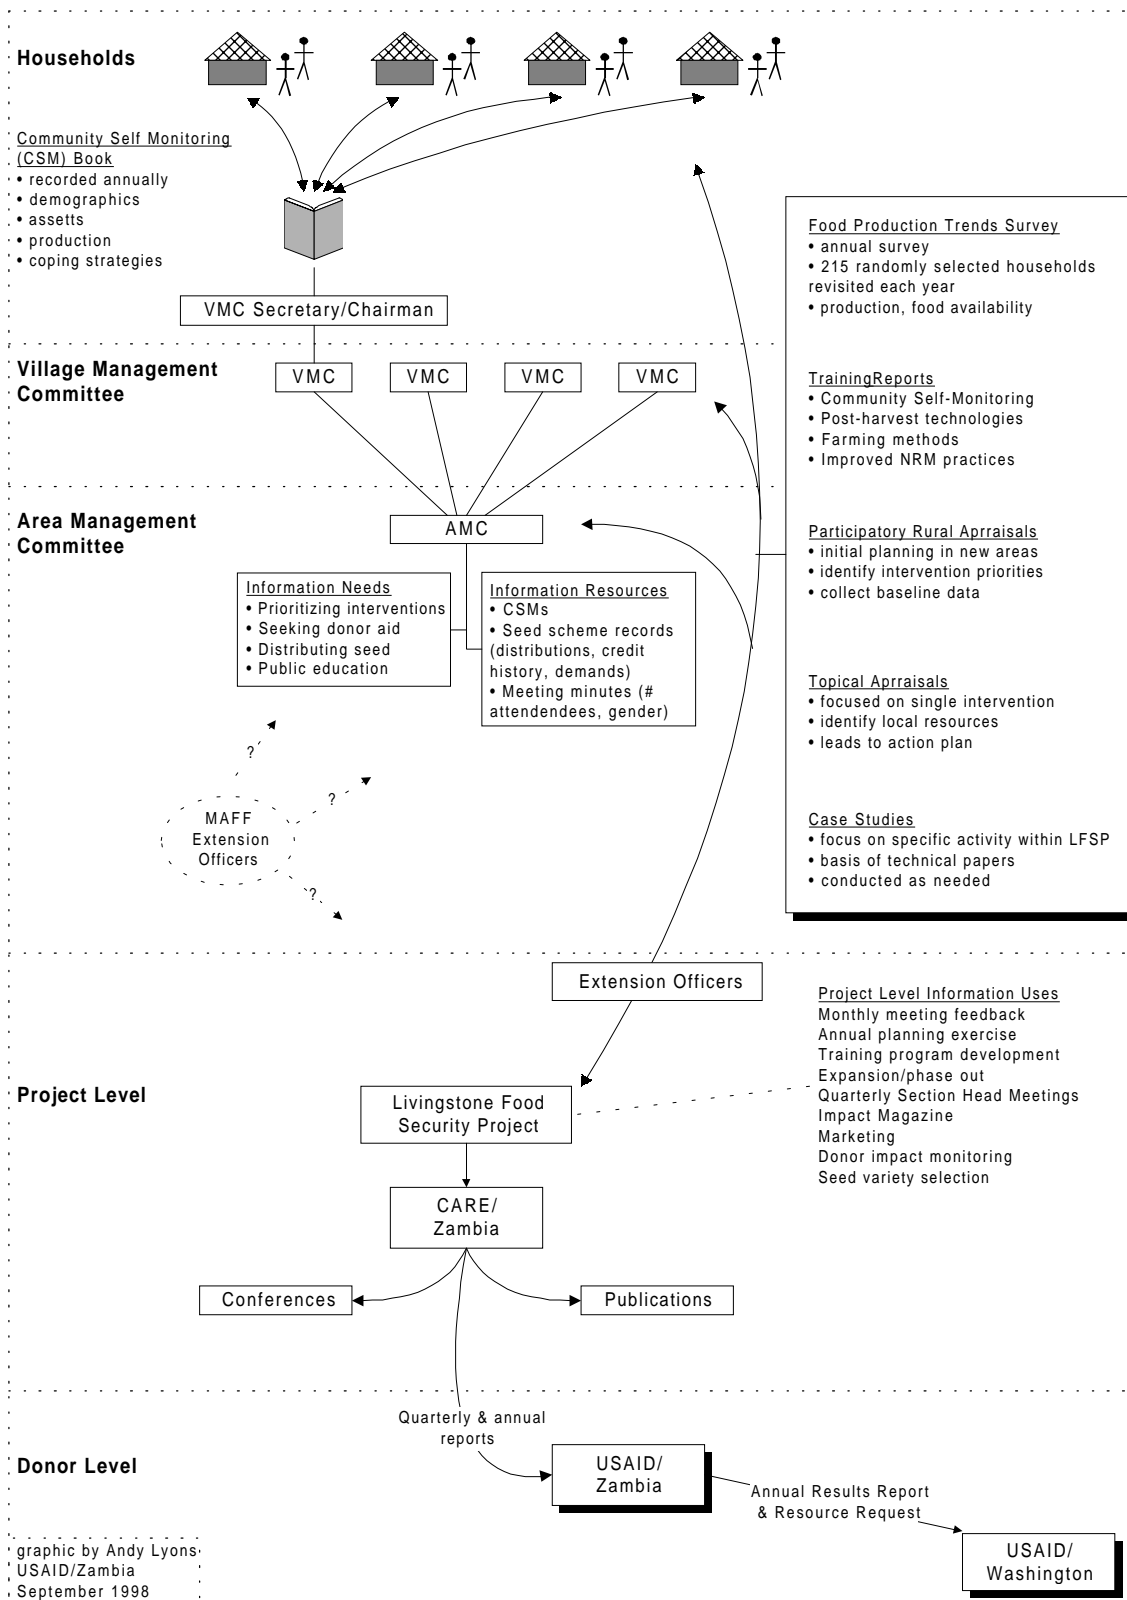 Households
Community Self Monitoring
(CSM) Book
• recorded annually
• demographics
• assetts
• production
• coping strategies
VMC Secretary/Chairman
Food Production Trends Survey
• annual survey
• 215 randomly selected households
revisited each year
• production, food availability
TrainingReports
• Community Self-Monitoring
• Post-harvest technologies
• Farming methods
• Improved NRM practices
Participatory Rural Apraisals
• initial planning in new areas
• identify intervention priorities
• collect baseline data
Topical Apraisals
• focused on single intervention
• identify local resources
• leads to action plan
Case Studies
• focus on specific activity within LFSP
• basis of technical papers
• conducted as needed
Village Management
Committee
VMC
VMC
VMC
VMC
Area Management
Committee
AMC
Information Needs
• Prioritizing interventions
• Seeking donor aid
• Distributing seed
• Public education
Information Resources
• CSMs
• Seed scheme records
(distributions, credit
history, demands)
• Meeting minutes (#
attendendees, gender)
?
?
?
MAFF
Extension
Officers
Extension Officers
Project Level Information Uses
Monthly meeting feedback
Annual planning exercise
Training program development
Expansion/phase out
Quarterly Section Head Meetings
Impact Magazine
Marketing
Donor impact monitoring
Seed variety selection
Project Level
Livingstone Food
Security Project
CARE/
Zambia
Conferences
Publications
Quarterly & annual
reports
Donor Level
USAID/
Zambia
Annual Results Report
& Resource Request
USAID/
Washington
graphic by Andy Lyons
USAID/Zambia
September 1998